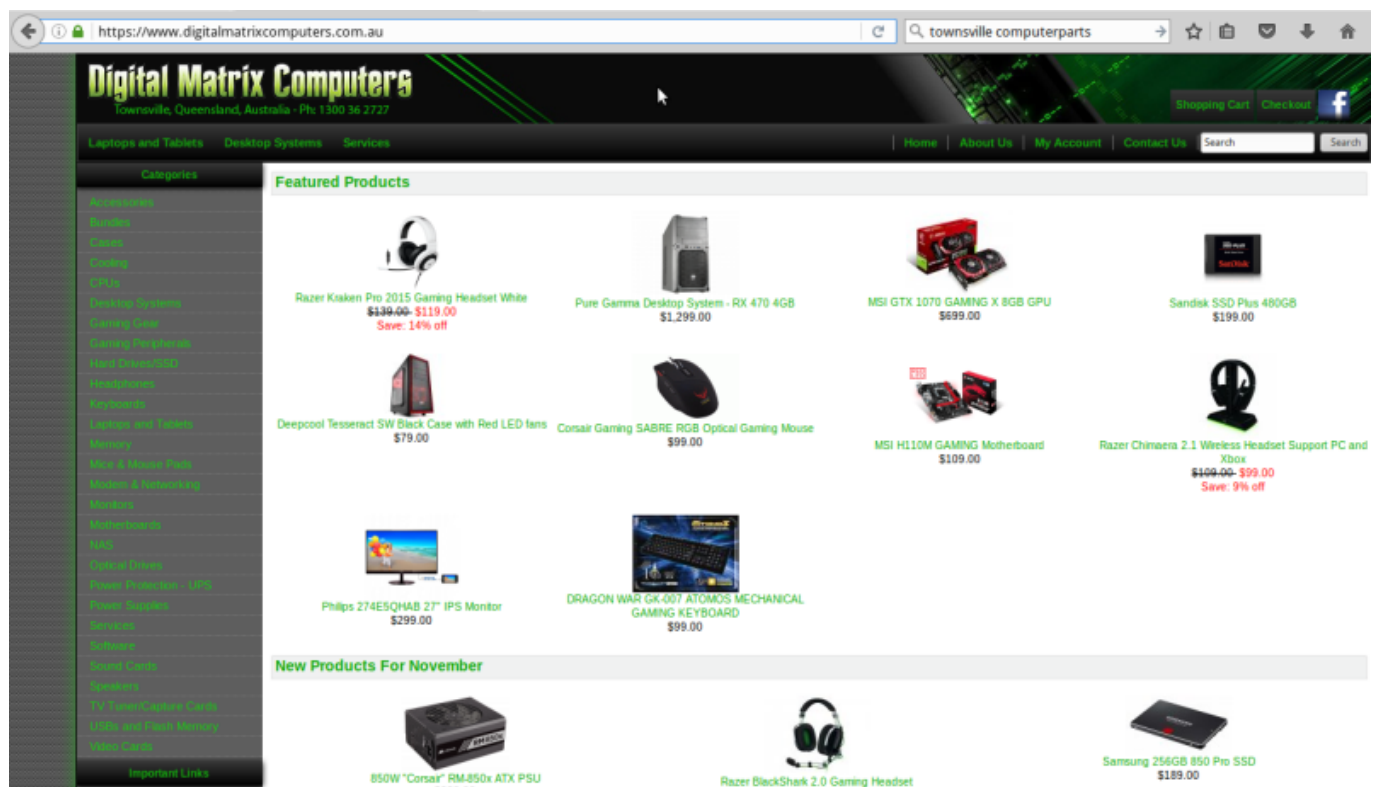 https://www.digitalmatrixcomputers.com.au
townsville computerparts
Digital Matrix Computers
Townsville, Queensland, Australia - Ph: 1300 36 2727
Shopping Cart Checkout
Laptops and Tablets Desktop Systems Services
Home About Us My Account Contact Us Search Search
Categories
Accessories
Bundles
Cases
Cooling
CPUs
Desktop Systems
Gaming Gear
Gaming Peripherals
Hard Drives/SSD
Headphones
Keyboards
Laptops and Tablets
Memory
Mice & Mouse Pads
Modem & Networking
Monitors
Motherboards
NAS
Optical Drives
Power Protection - UPS
Power Supplies
Services
Software
Sound Cards
Speakers
TV Tuner/Capture Cards
USBs and Flash Memory
Video Cards
Important Links
Featured Products
Razer Kraken Pro 2015 Gaming Headset White
$139.00 $119.00
Save: 14% off
Pure Gamma Desktop System - RX 470 4GB
$1,299.00
MSI GTX 1070 GAMING X 8GB GPU
$699.00
SanDisk
Sandisk SSD Plus 480GB
$199.00
Deepcool Tesseract SW Black Case with Red LED fans
$79.00
Corsair Gaming SABRE RGB Optical Gaming Mouse
$99.00
MSI H110M GAMING Motherboard
$109.00
Razer Chimaera 2.1 Wireless Headset Support PC and
Xbox
$109.00 $99.00
Save: 9% off
Philips 274E5QHAB 27" IPS Monitor
$299.00
DRAGON WAR GK-007 ATOMOS MECHANICAL
GAMING KEYBOARD
$99.00
New Products For November
RM850x
850W "Corsair" RM-850x ATX PSU
Razer BlackShark 2.0 Gaming Headset
Samsung 256GB 850 Pro SSD
$189.00